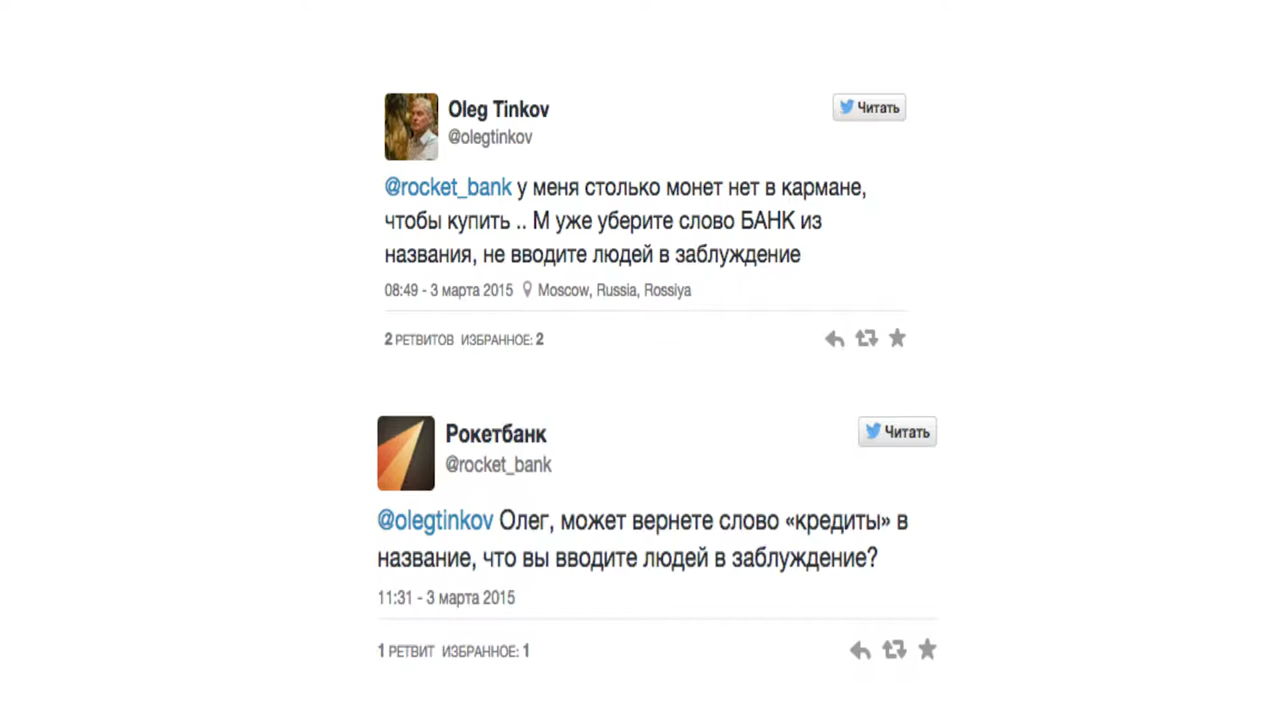 Oleg Tinkov
Читать
@olegtinkov
@rocket_bank у меня столько монет нет в кармане,
чтобы купить .. М уже уберите слово БАНК из
названия, не вводите людей в заблуждение
08:49 - 3 марта 2015 Moscow, Russia, Rossiya
2 РЕТВИТОВ ИЗБРАННОЕ: 2
Рокетбанк
Читать
@rocket_bank
@olegtinkov Олег, может вернете слово «кредиты» в
название, что вы вводите людей в заблуждение?
11:31 - 3 марта 2015
1 РЕТВИТ ИЗБРАННОЕ: 1